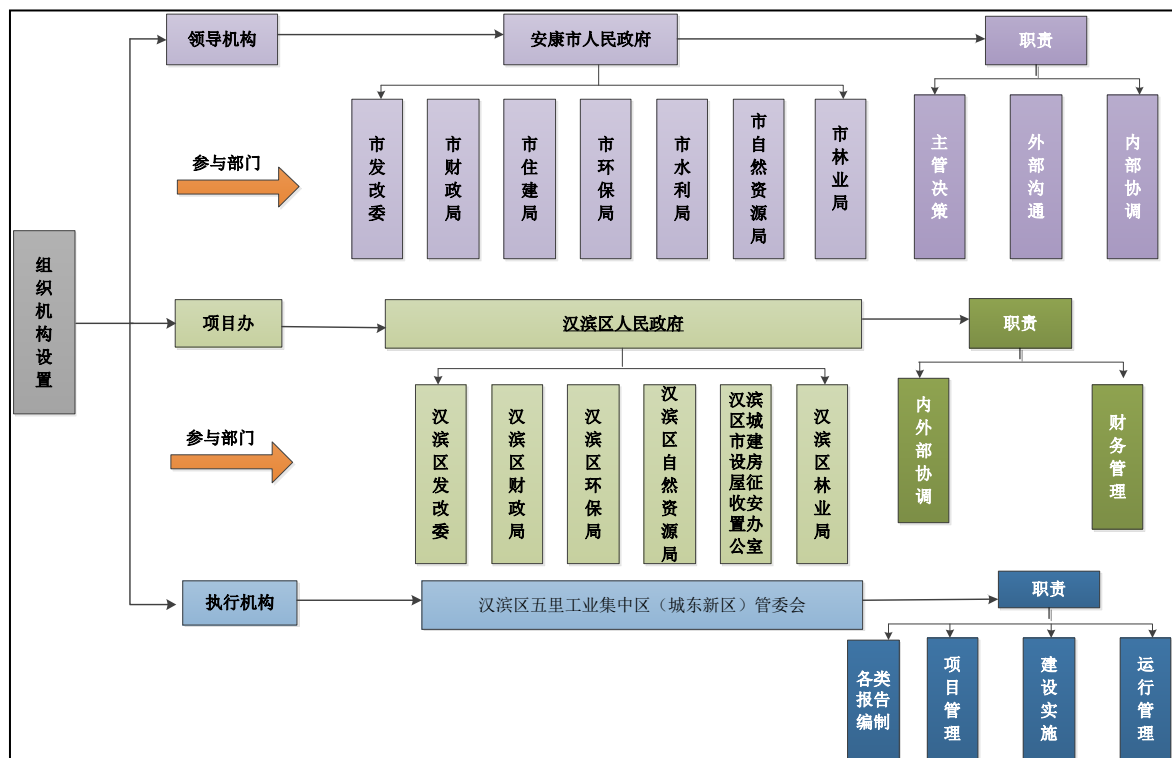 组织机构设置
领导机构
安康市人民政府
职责
参与部门
市发改委
市财政局
市住建局
市环保局
市水利局
市自然资源局
市林业局
主管决策
外部沟通
内部协调
项目办
汉滨区人民政府
职责
参与部门
汉滨区发改委
汉滨区财政局
汉滨区环保局
汉滨区自然资源局
汉滨
区城
市建
设房
屋征
收安
置办
公室
汉滨区林业局
内外部协调
财务管理
执行机构
汉滨区五里工业集中区（城东新区）管委会
职责
各类
报告
编制
项目管理
建设实施
运行管理